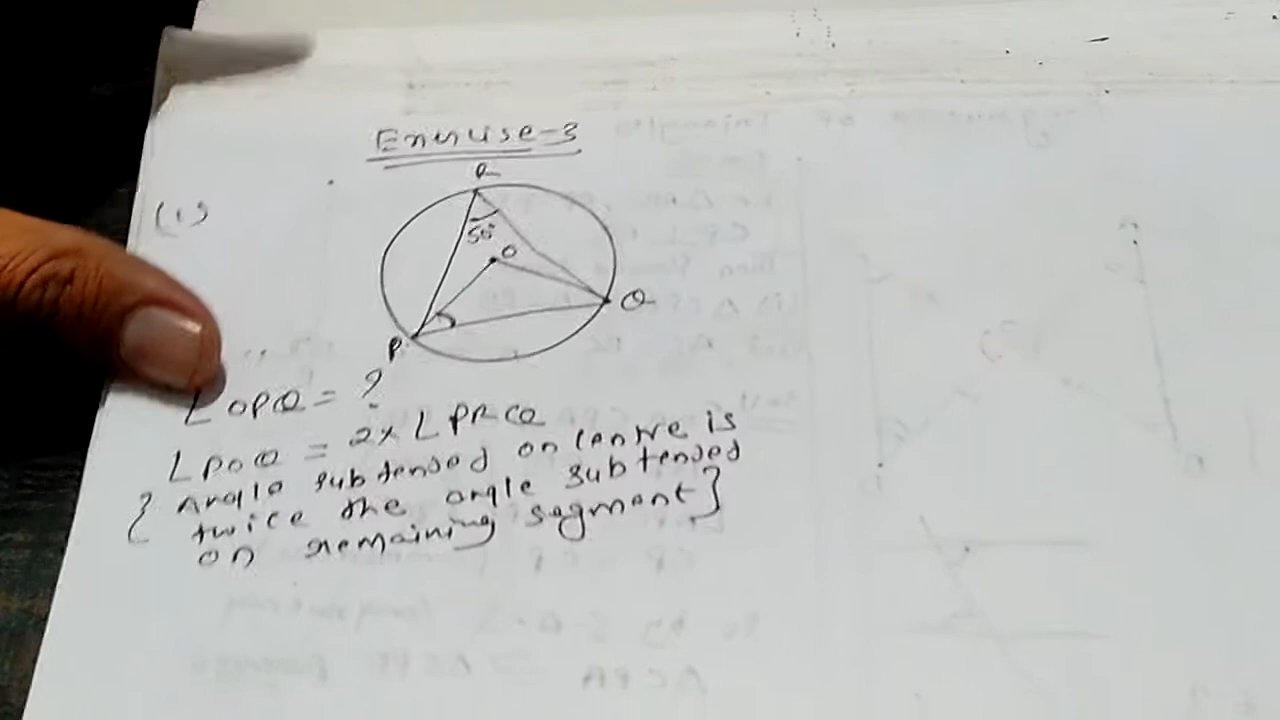 Exercise-3
(1)
R
50°
O
Q
P
∠OPQ = ?
∠POQ = 2x ∠PRQ
{ Angle subtended on centre is
twice the angle subtended
on remaining segment }